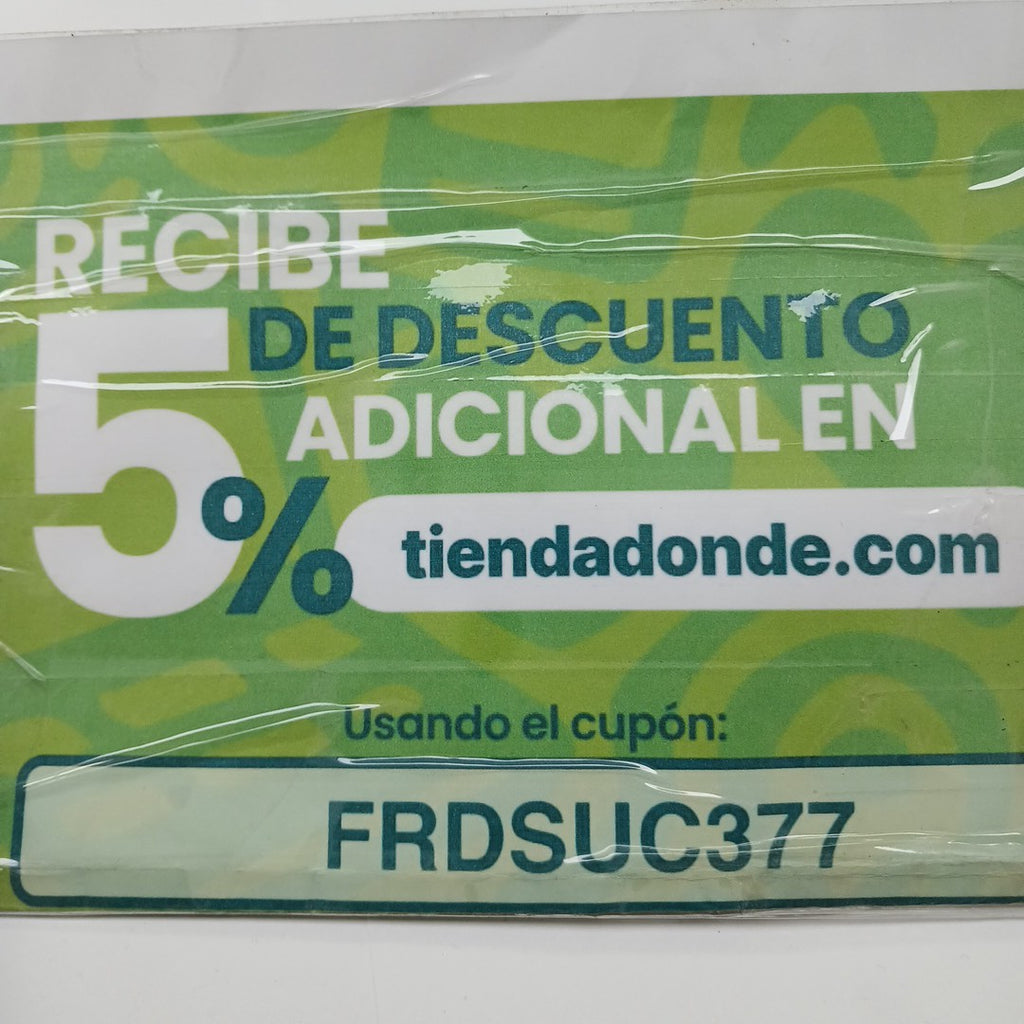 RECIBE
5% DE DESCUENTO
ADICIONAL EN
tiendadonde.com
Usando el cupón:
FRDSUC377